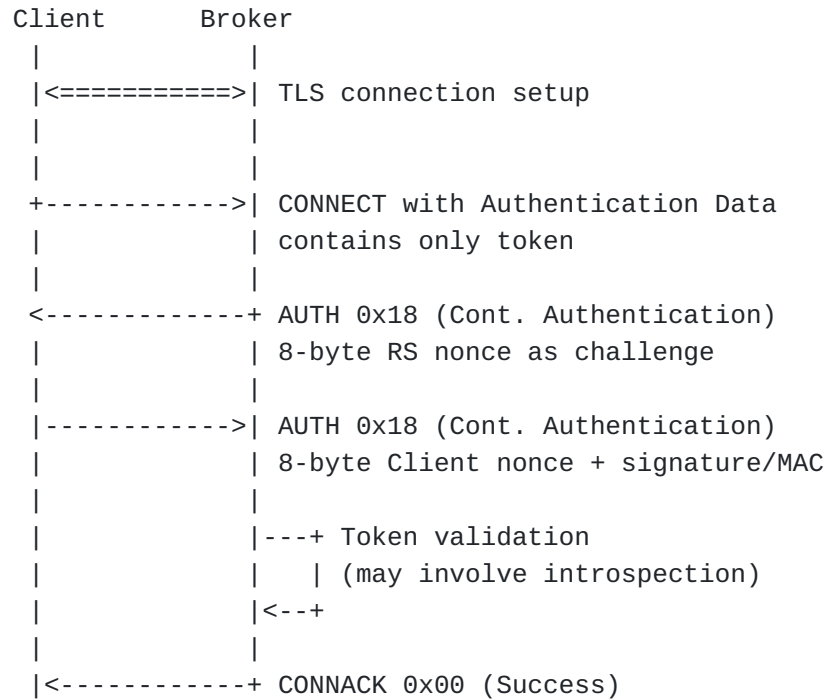 Client Broker
TLS connection setup
CONNECT with Authentication Data
contains only token
AUTH 0x18 (Cont. Authentication)
8-byte RS nonce as challenge
AUTH 0x18 (Cont. Authentication)
8-byte Client nonce + signature/MAC
Token validation
(may involve introspection)
CONNACK 0x00 (Success)